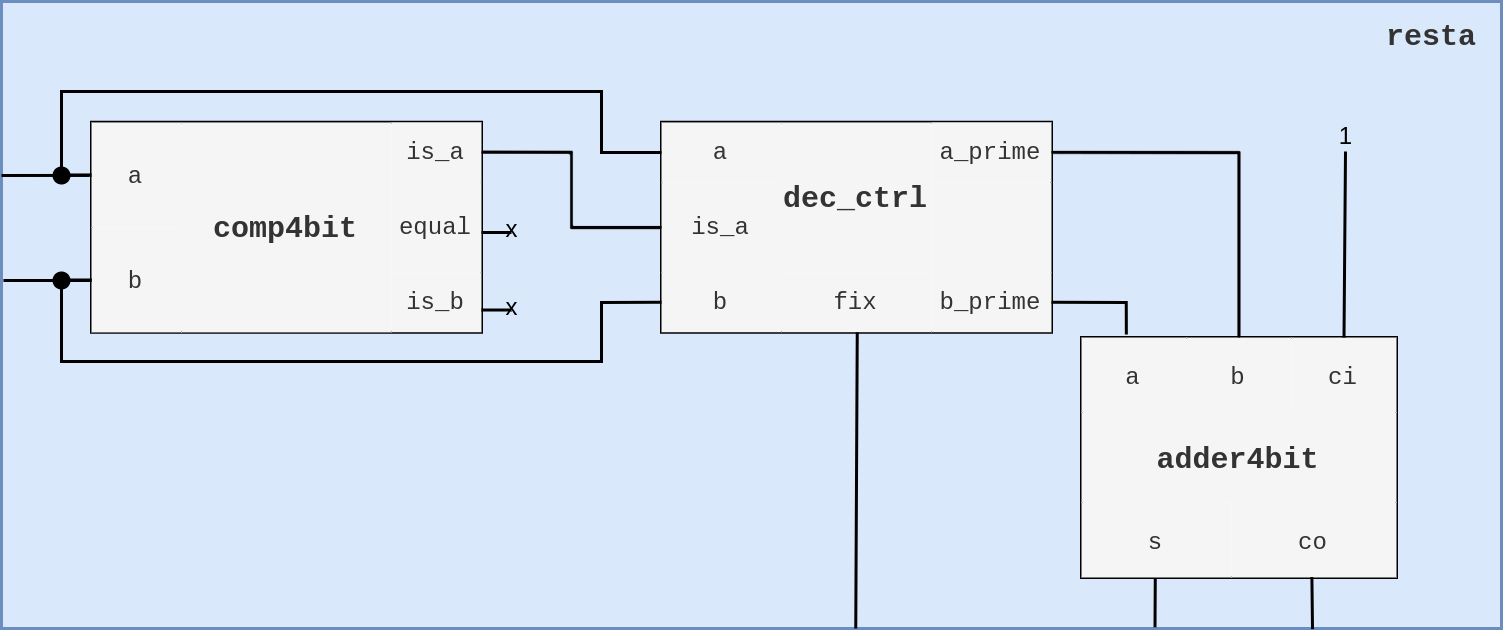 resta
1
is_a
a
comp4bit
equal
x
b
is_b
x
a
a_prime
dec_ctrl
is_a
b
fix
b_prime
a
b
ci
adder4bit
s
co